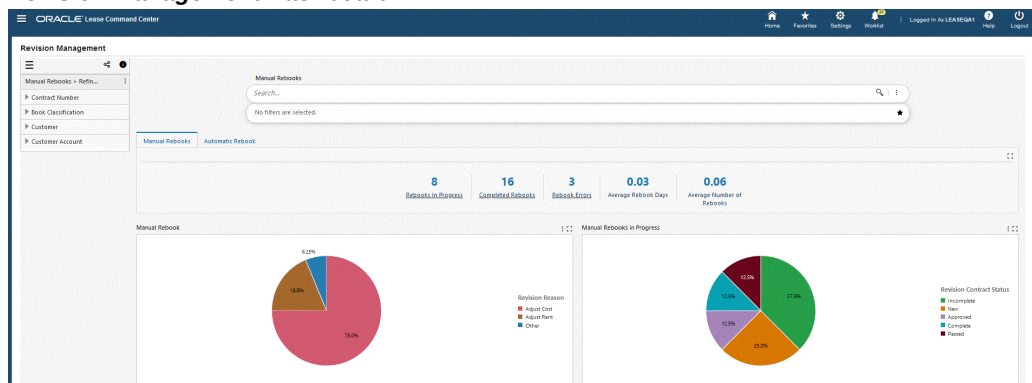 ORACLE Lease Command Center
Home
Favorites
Settings
Worklist
Logged In As LEASEQA1
Help
Logout
Revision Management
Manual Rebooks > Refin...
Contract Number
Book Classification
Customer
Customer Account
Manual Rebooks
Search...
No filters are selected.
Manual Rebooks
Automatic Rebook
8
Rebooks in Progress
16
Completed Rebooks
3
Rebook Errors
0.03
Average Rebook Days
0.06
Average Number of
Rebooks
Manual Rebook
6.25%
75.0%
Revision Reason
Adjust Cost
Adjust Rent
Other
Manual Rebooks in Progress
12.5%
12.5%
12.5%
37.5%
25.0%
Revision Contract Status
Incomplete
New
Approved
Complete
Passed